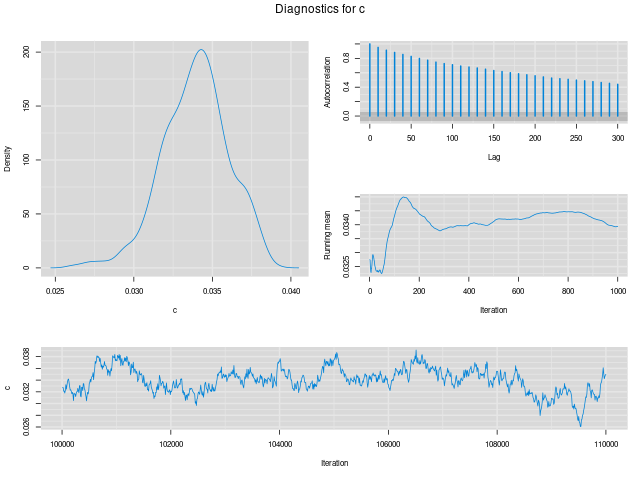 Diagnostics for c
Density
200
150
100
50
0
0.025 0.030 0.035 0.040
c
Autocorrelation
0.8
0.4
0.0
0 50 100 150 200 250 300
Lag
Running mean
0.0340
0.0325
0 200 400 600 800 1000
Iteration
c
0.038
0.032
0.026
100000 102000 104000 106000 108000 110000
Iteration